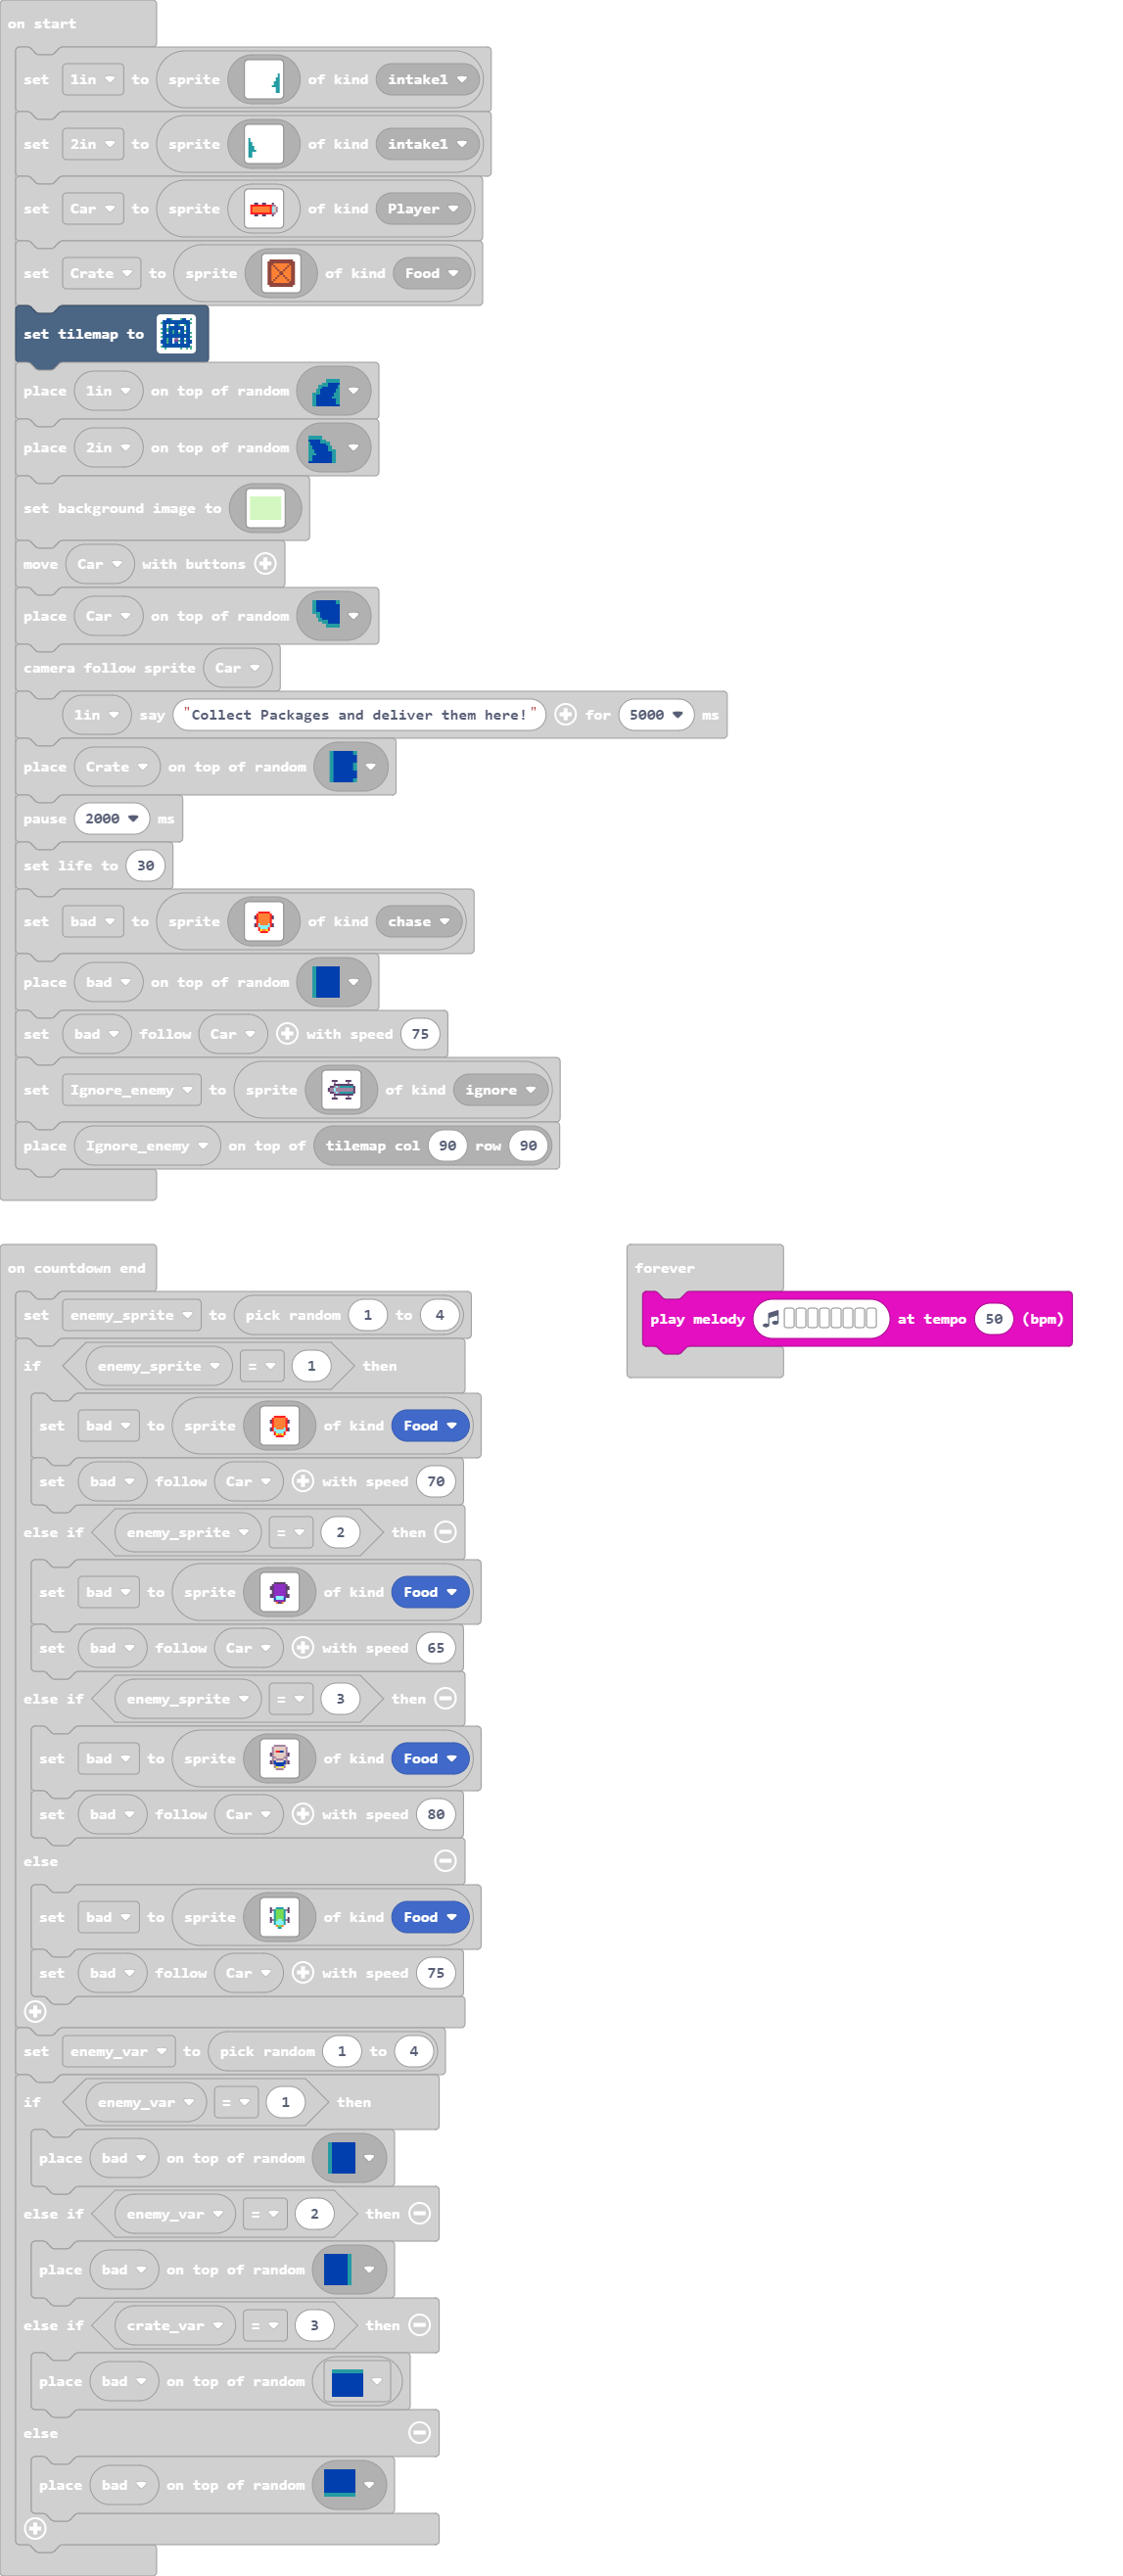 on start
set 1in to sprite of kind intake1
set 2in to sprite of kind intake1
set Car to sprite of kind Player
set Crate to sprite of kind Food
set tilemap to
place 1in on top of random
place 2in on top of random
set background image to
move Car with buttons
place Car on top of random
camera follow sprite Car
1in say "Collect Packages and deliver them here!" for 5000 ms
place Crate on top of random
pause 2000 ms
set life to 30
set bad to sprite of kind chase
place bad on top of random
set bad follow Car with speed 75
set Ignore_enemy to sprite of kind ignore
place Ignore_enemy on top of tilemap col 90 row 90
on countdown end
set enemy_sprite to pick random 1 to 4
if enemy_sprite = 1 then
set bad to sprite of kind Food
set bad follow Car with speed 70
else if enemy_sprite = 2 then
set bad to sprite of kind Food
set bad follow Car with speed 65
else if enemy_sprite = 3 then
set bad to sprite of kind Food
set bad follow Car with speed 80
else
set bad to sprite of kind Food
set bad follow Car with speed 75
set enemy_var to pick random 1 to 4
if enemy_var = 1 then
place bad on top of random
else if enemy_var = 2 then
place bad on top of random
else if crate_var = 3 then
place bad on top of random
else
place bad on top of random
forever
play melody at tempo 50 (bpm)